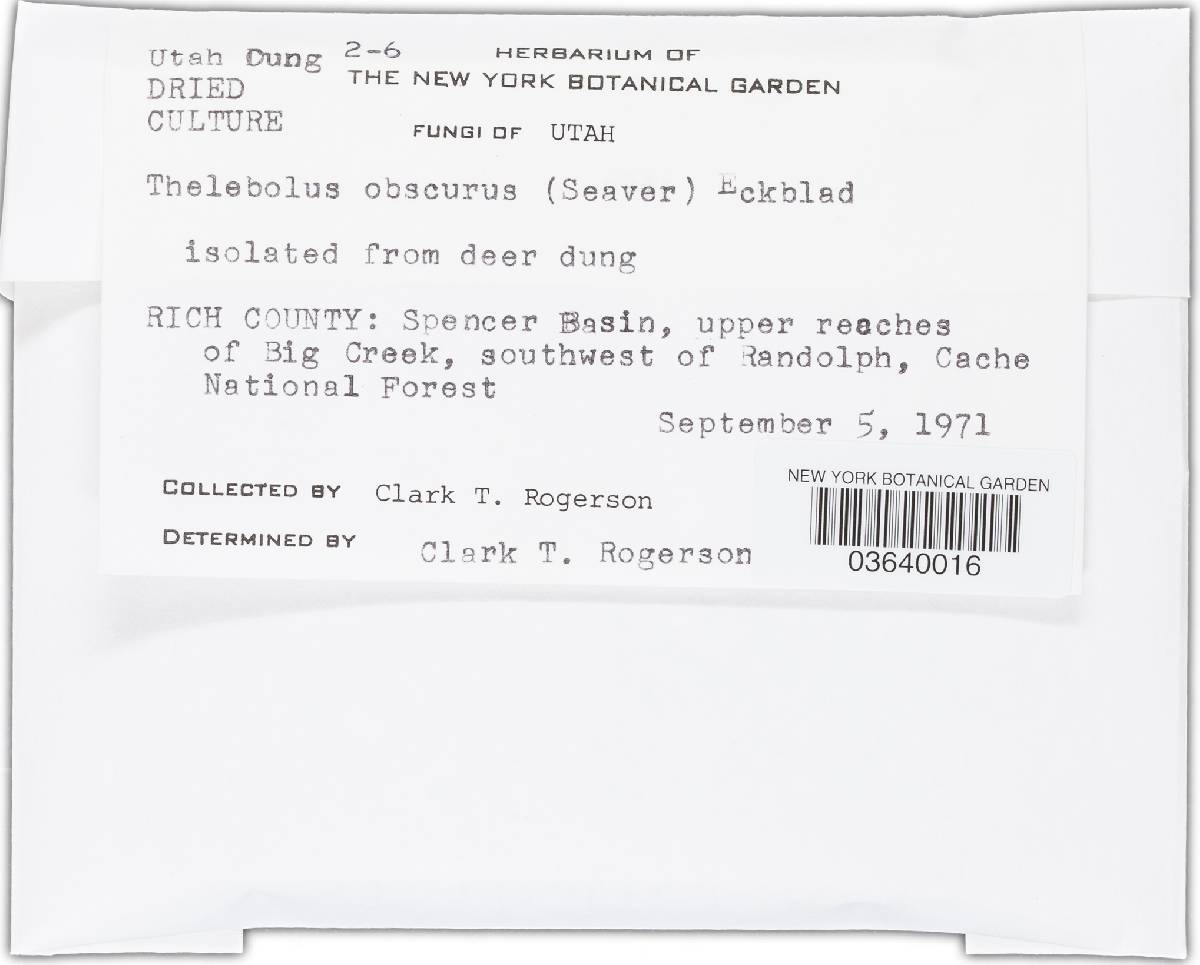 Utah Dung 2-6 HERBARIUM OF
DRIED THE NEW YORK BOTANICAL GARDEN
CULTURE
FUNGI OF UTAH
Thelebolus obscurus (Seaver) Eckblad
isolated from deer dung
RICH COUNTY: Spencer Basin, upper reaches
of Big Creek, southwest of Randolph, Cache
National Forest
September 5, 1971
COLLECTED BY Clark T. Rogerson
DETERMINED BY Clark T. Rogerson
NEW YORK BOTANICAL GARDEN
03640016